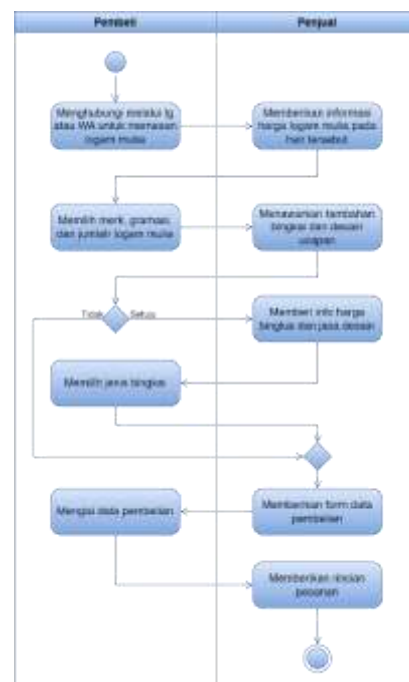 Pembeli
Penjual
Menghubungi melalui Ig
atau WA untuk memesan
logam mulia
Memberikan informasi
harga logam mulia pada
hari tersebut
Memilih merk, gramasi,
dan jumlah logam mulia
Menawarkan tambahan
bingkai dan desain
ucapan
Tidak
Setuju
Memberi info harga
bingkai dan jasa desain
Memilih jenis bingkai
Mengisi data pembelian
Memberikan form data
pembelian
Memberikan rincian
pesanan